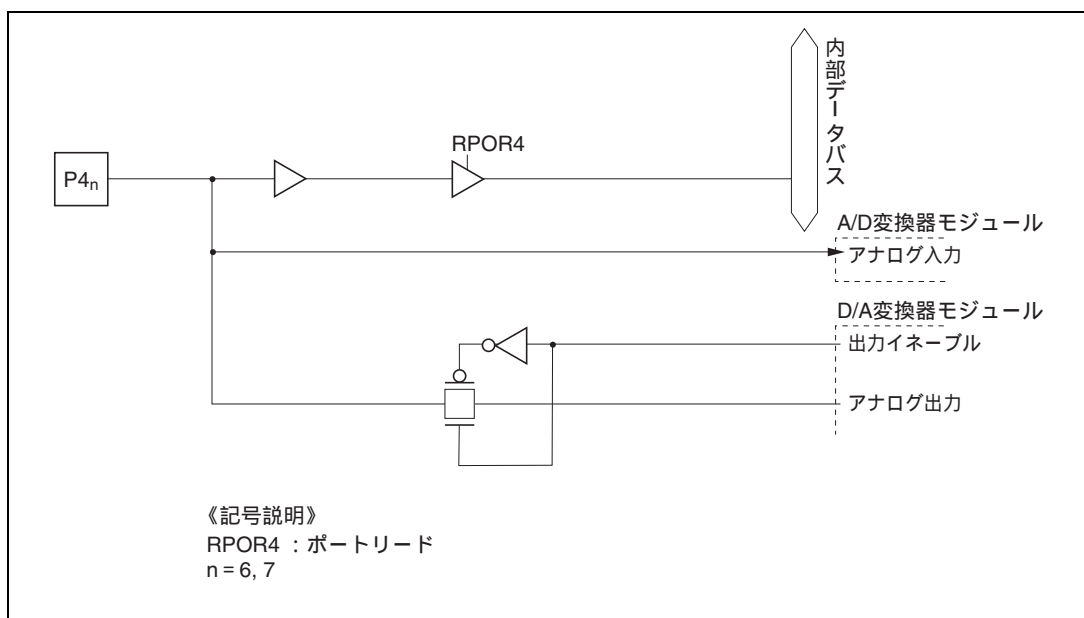 内部データバス
RPOR4
P4n
A/D変換器モジュール
アナログ入力
D/A変換器モジュール
出力イネーブル
アナログ出力
《記号説明》
RPOR4 : ポートリード
n = 6, 7